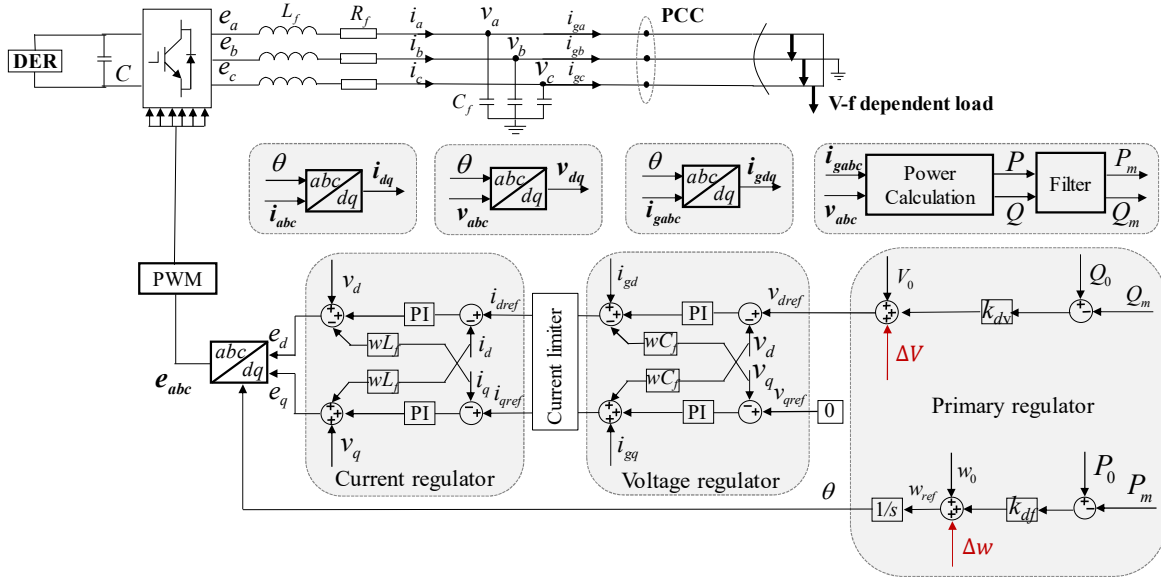 e_a L_f R_f i_a v_a i_ga PCC
DER C e_b i_b v_b i_gb
e_c i_c v_c i_gc
C_f V-f dependent load
θ abc dq i_dq i_abc
θ abc dq v_dq v_abc
θ abc dq i_gdq i_gabc
i_gabc v_abc Power Calculation P Q Filter P_m Q_m
PWM
v_d i_gd V_0 Q_0
PI i_dref PI v_dref k_dv Q_m
e_d wL_f i_d wC_f v_d ΔV
abc dq Current limiter
e_abc e_q wL_f i_q wC_f v_q Primary regulator
PI i_qref PI v_qref 0
v_q i_gq
Current regulator Voltage regulator
w_0 P_0
θ 1/s w_ref k_df P_m
Δw